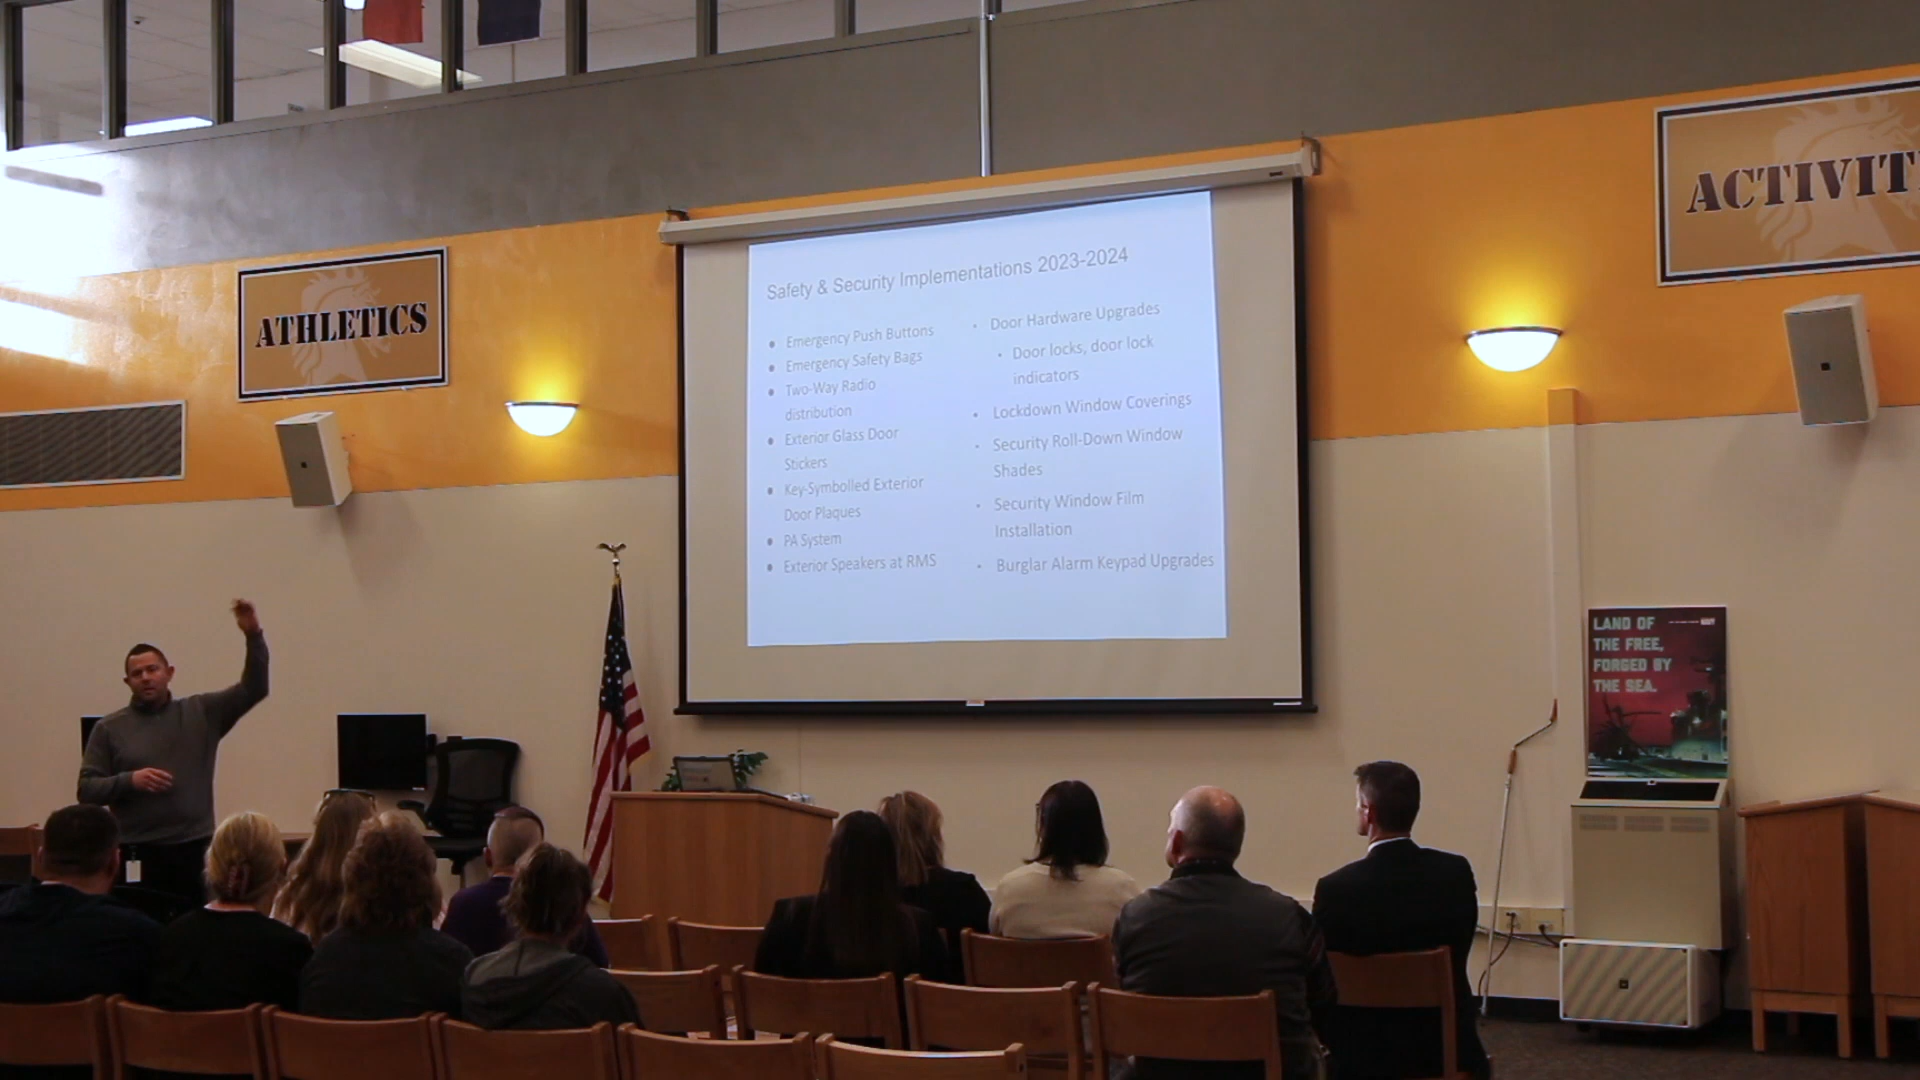 ATHLETICS
ACTIVIT
Safety & Security Implementations 2023-2024
Emergency Push Buttons
Emergency Safety Bags
Two-Way Radio
distribution
Exterior Glass Door
Stickers
Key-Symbolled Exterior
Door Plaques
PA System
Exterior Speakers at RMS
Door Hardware Upgrades
Door locks, door lock
indicators
Lockdown Window Coverings
Security Roll-Down Window
Shades
Security Window Film
Installation
Burglar Alarm Keypad Upgrades
LAND OF
THE FREE,
FORGED BY
THE SEA.